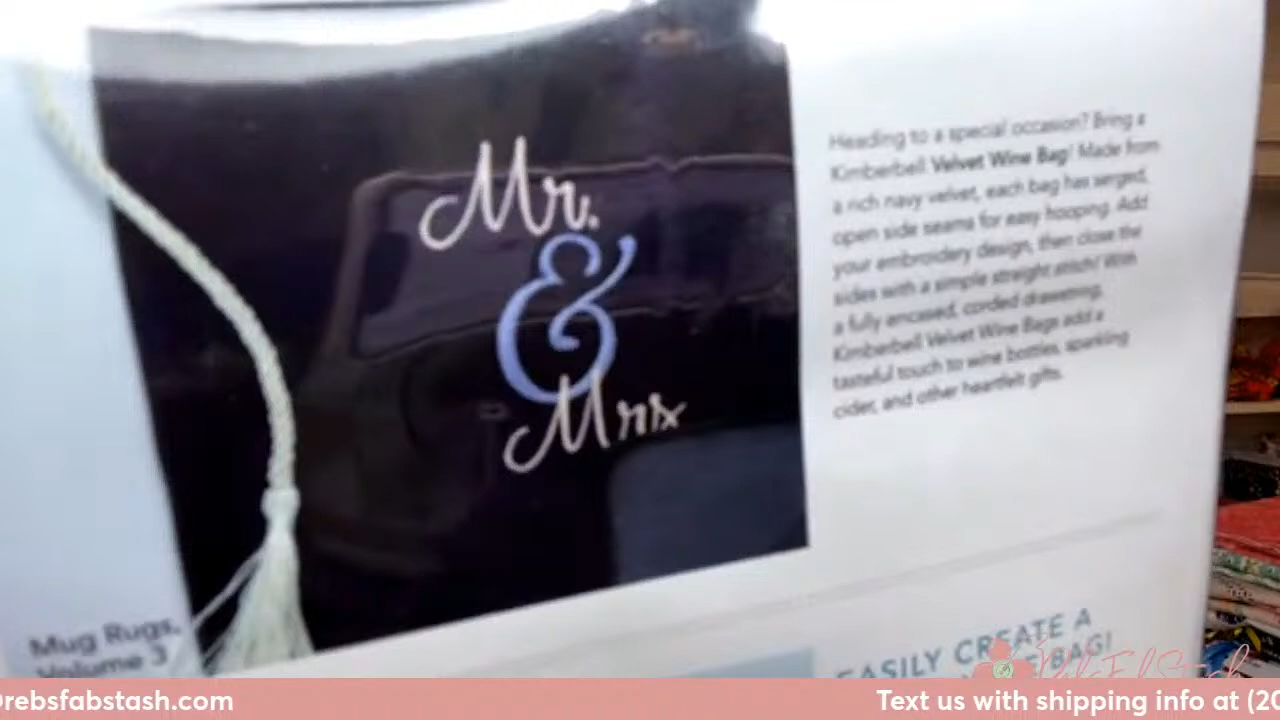 Mr.
&
Mrs
Heading to a special occasion? Bring a
Kimberbell Velvet Wine Bag! Made from
a rich navy velvet, each bag has serged,
open side seams for easy hooping. Add
your embroidery design, then close the
sides with a simple straight stitch! With
a fully encased, corded drawstring,
Kimberbell Velvet Wine Bags add a
tasteful touch to wine bottles, sparkling
cider, and other heartfelt gifts.
Mug Rugs,
Volume 3
EASILY CREATE A
BAG!
rebsfabstash.com
Text us with shipping info at (20